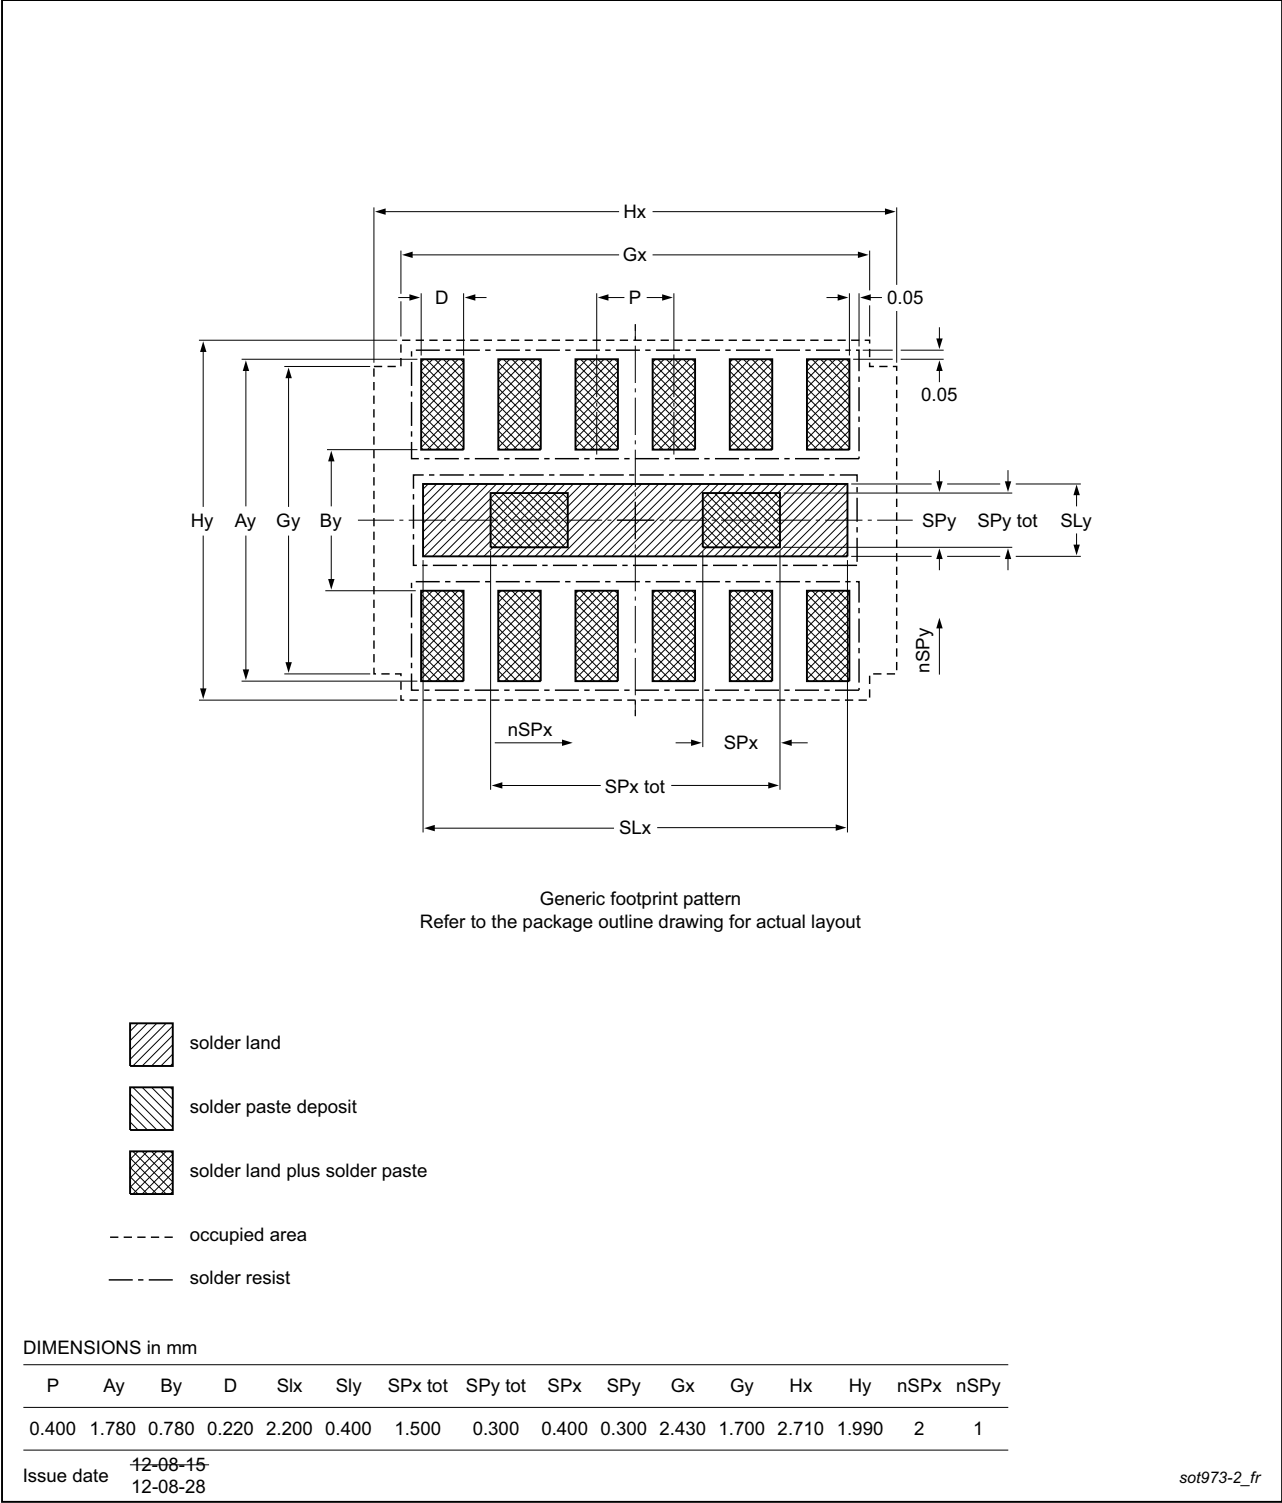 Hx
Gx
D
P
0.05
0.05
Hy
Ay
Gy
By
SPy
SPy tot
SLy
nSPy
nSPx
SPx
SPx tot
SLx
Generic footprint pattern
Refer to the package outline drawing for actual layout
solder land
solder paste deposit
solder land plus solder paste
occupied area
solder resist
DIMENSIONS in mm
P Ay By D Slx Sly SPx tot SPy tot SPx SPy Gx Gy Hx Hy nSPx nSPy
0.400 1.780 0.780 0.220 2.200 0.400 1.500 0.300 0.400 0.300 2.430 1.700 2.710 1.990 2 1
Issue date
12-08-15
12-08-28
sot973-2_fr